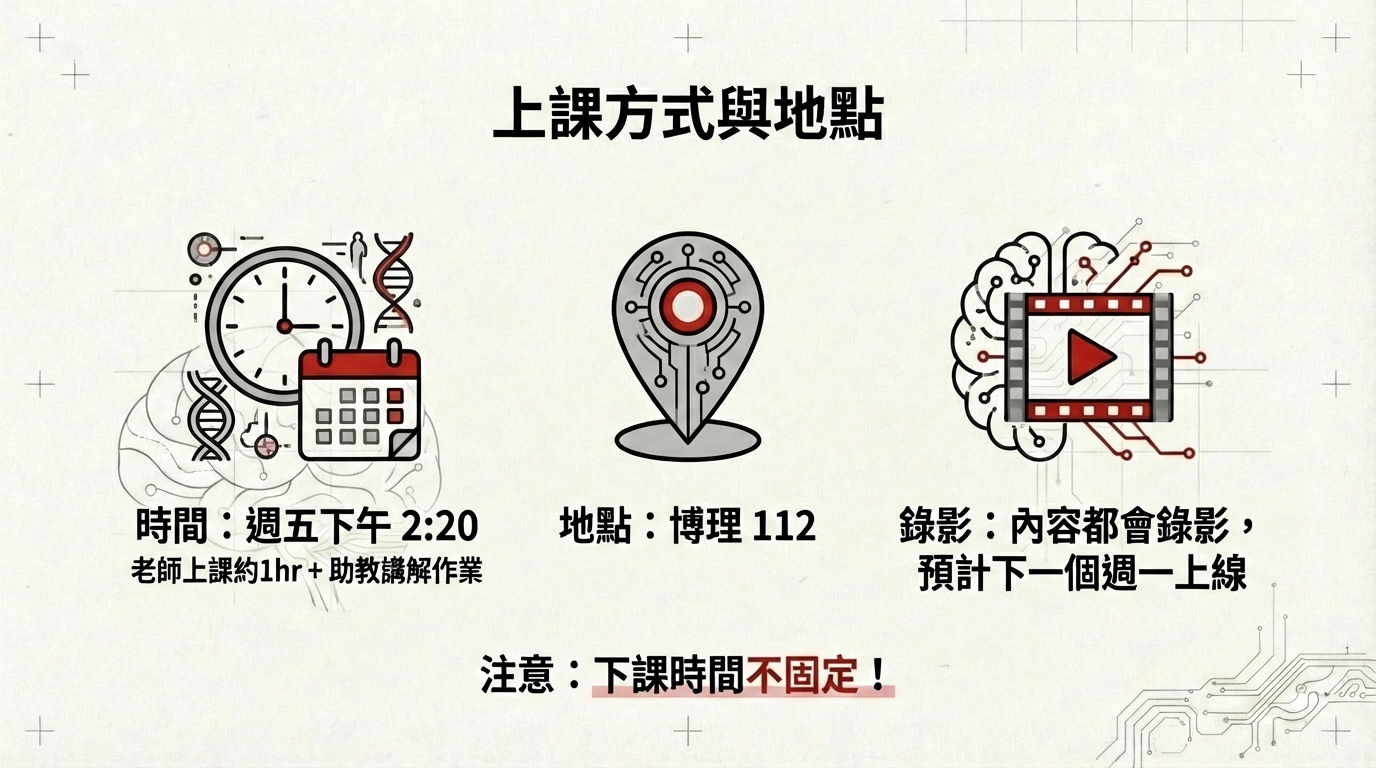 上課方式與地點
時間：週五下午 2:20
老師上課約1hr + 助教講解作業
地點：博理 112
錄影：內容都會錄影，
預計下一個週一上線
注意：下課時間不固定！